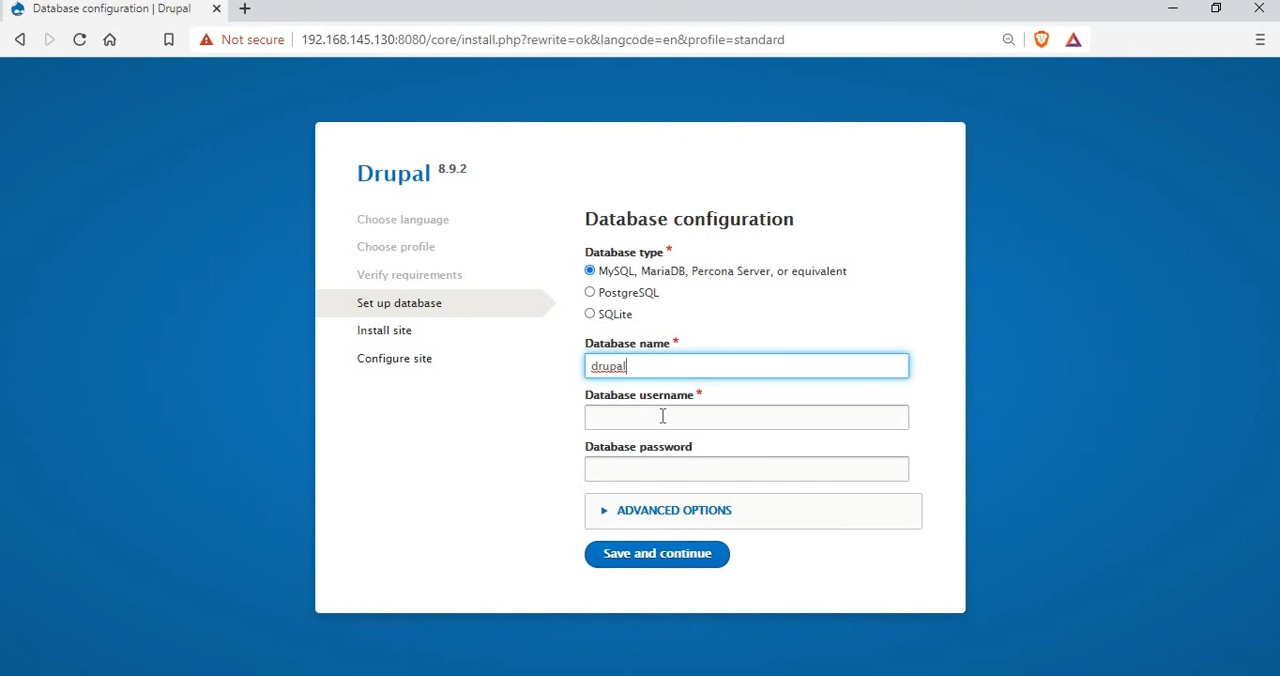 Database configuration | Drupal
Not secure 192.168.145.130:8080/core/install.php?rewrite=ok&langcode=en&profile=standard
Drupal 8.9.2
Choose language
Choose profile
Verify requirements
Set up database
Install site
Configure site
Database configuration
Database type *
MySQL, MariaDB, Percona Server, or equivalent
PostgreSQL
SQLite
Database name *
drupal
Database username *
Database password
ADVANCED OPTIONS
Save and continue